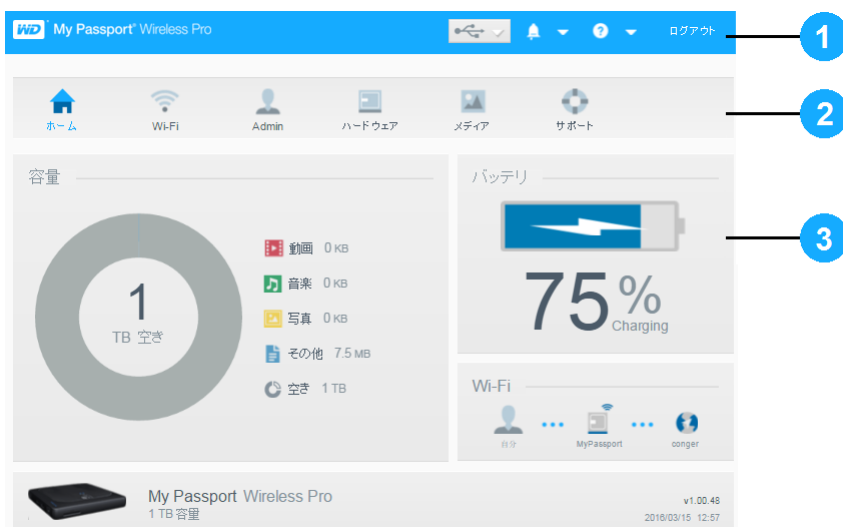 WD My Passport® Wireless Pro
ログアウト
1
ホーム
Wi-Fi
Admin
ハードウェア
メディア
サポート
2
容量
1
TB 空き
動画 0 KB
音楽 0 KB
写真 0 KB
その他 7.5 MB
空き 1 TB
バッテリ
75%
Charging
3
Wi-Fi
自分
MyPassport
conger
My Passport Wireless Pro
1 TB 容量
v1.00.48
2016/03/15 12:57